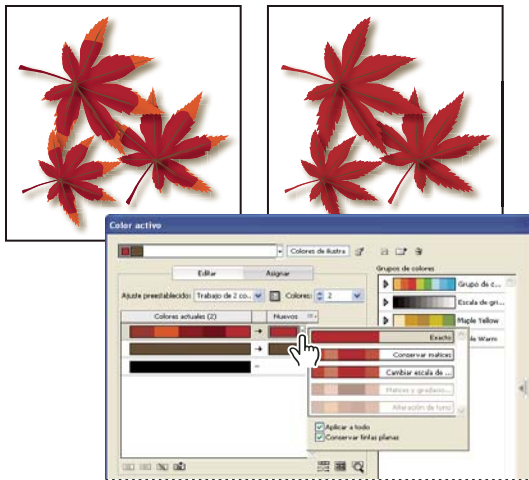 Color activo
Colores de ilustra
Grupos de colores
Editar
Asignar
Ajuste preestablecido: Trabajo de 2 co...
Colores: 2
Grupo de c...
Escala de gri...
Maple Yellow
le Warm
Colores actuales (2)
Nuevos
Exacto
Conservar matices
Cambiar escala de ...
Matices y gradacio...
Alteración de tono
Aplicar a todo
Conservar tintas planas